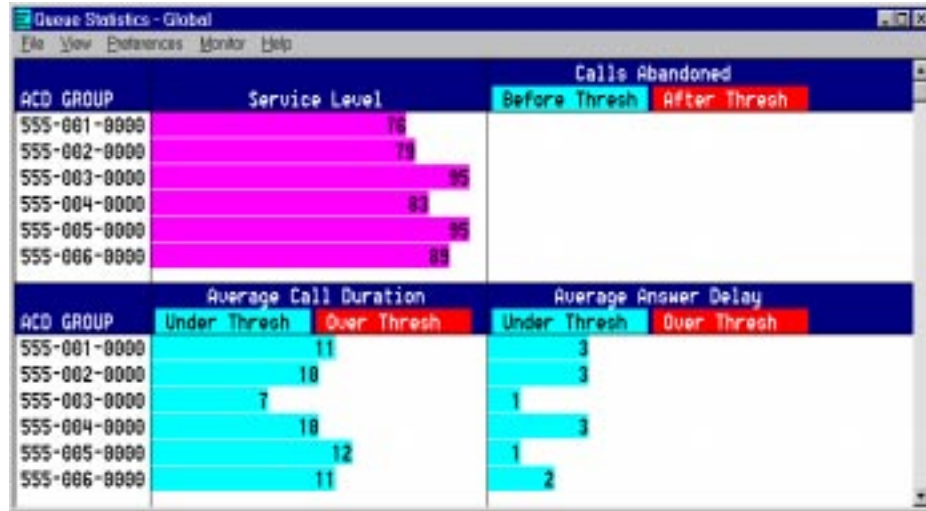 Queue Statistics - Global
File View Preferences Monitor Help
Calls Abandoned
ACD GROUP Service Level Before Thresh After Thresh
555-001-0000 76
555-002-0000 79
555-003-0000 95
555-004-0000 83
555-005-0000 95
555-006-0000 89
Average Call Duration Average Answer Delay
ACD GROUP Under Thresh Over Thresh Under Thresh Over Thresh
555-001-0000 11 3
555-002-0000 10 3
555-003-0000 7 1
555-004-0000 10 3
555-005-0000 12 1
555-006-0000 11 2